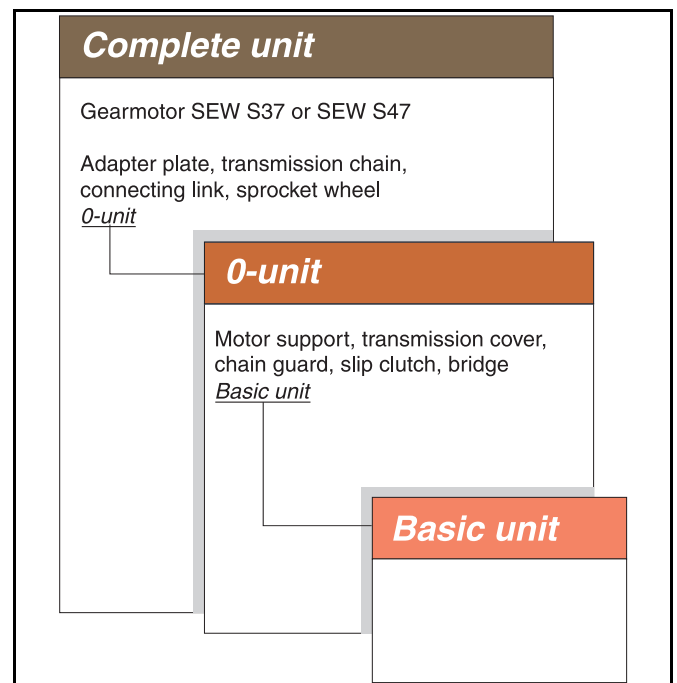 Complete unit
Gearmotor SEW S37 or SEW S47
Adapter plate, transmission chain,
connecting link, sprocket wheel
0-unit
0-unit
Motor support, transmission cover,
chain guard, slip clutch, bridge
Basic unit
Basic unit